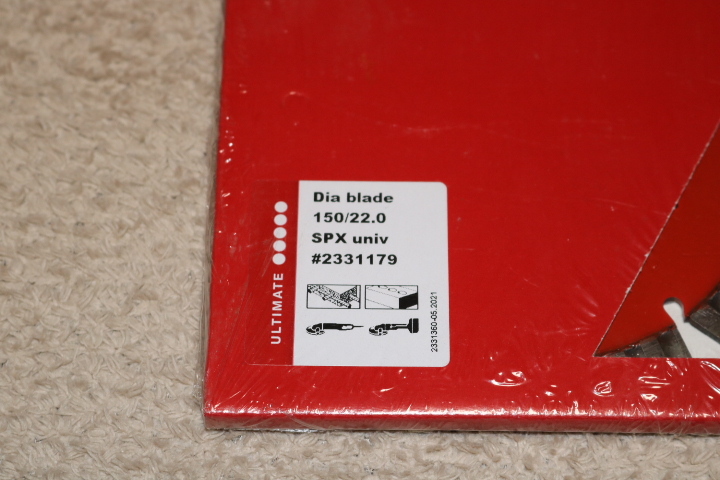 Dia blade
150/22.0
SPX univ
#2331179
ULTIMATE
2331360-05.2021